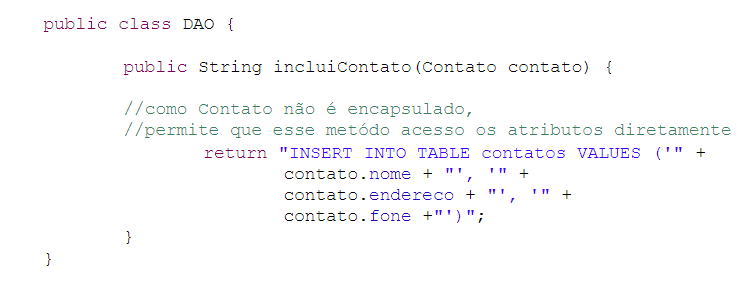 public class DAO {
public String incluiContato(Contato contato) {
//como Contato não é encapsulado,
//permite que esse metódo acesso os atributos diretamente
return "INSERT INTO TABLE contatos VALUES ('" +
contato.nome + "', '" +
contato.endereco + "', '" +
contato.fone +"')";
}
}